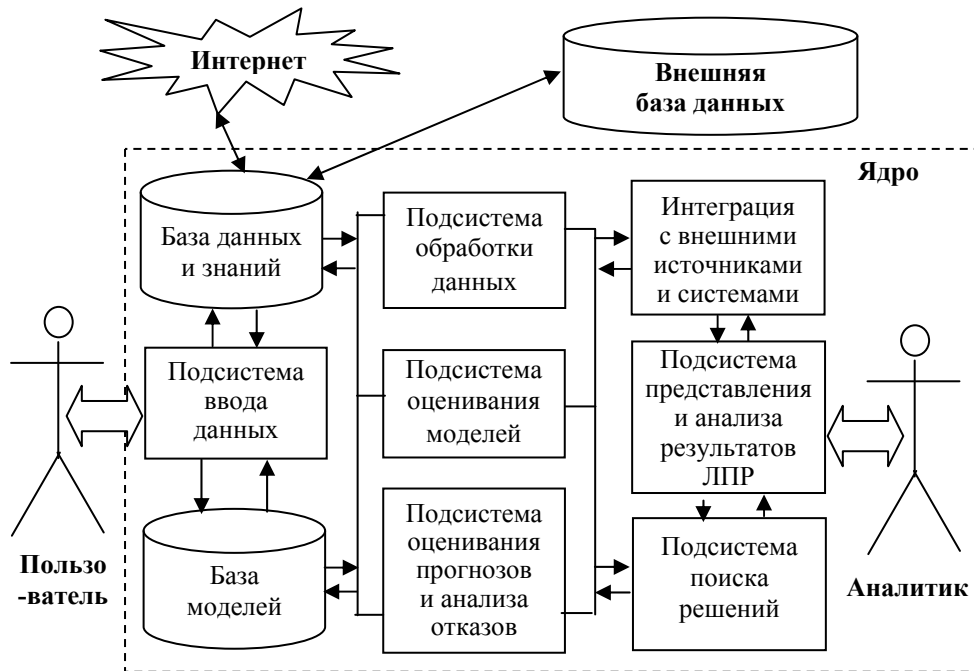 Интернет
Внешняя
база данных
Ядро
База данных
и знаний
Подсистема
обработки
данных
Интеграция
с внешними
источниками
и системами
Подсистема
ввода
данных
Подсистема
оценивания
моделей
Подсистема
представления
и анализа
результатов
ЛПР
Пользо
-ватель
База
моделей
Подсистема
оценивания
прогнозов
и анализа
отказов
Подсистема
поиска
решений
Аналитик